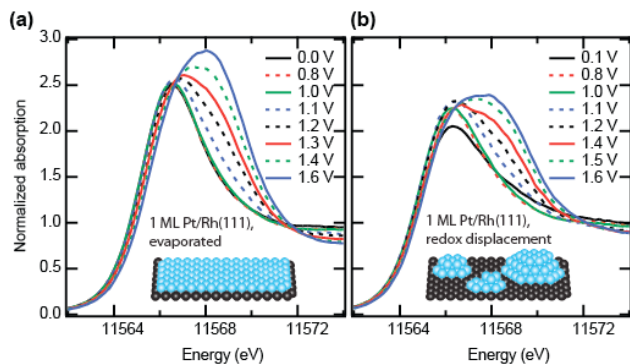 (a)
(b)
Normalized absorption
3.0
2.5
2.0
1.5
1.0
0.5
0.0
0.0 V
0.8 V
1.0 V
1.1 V
1.2 V
1.3 V
1.4 V
1.6 V
1 ML Pt/Rh(111),
evaporated
11564
11568
11572
Energy (eV)
0.1 V
0.8 V
1.0 V
1.1 V
1.2 V
1.4 V
1.5 V
1.6 V
1 ML Pt/Rh(111),
redox displacement
11564
11568
11572
Energy (eV)